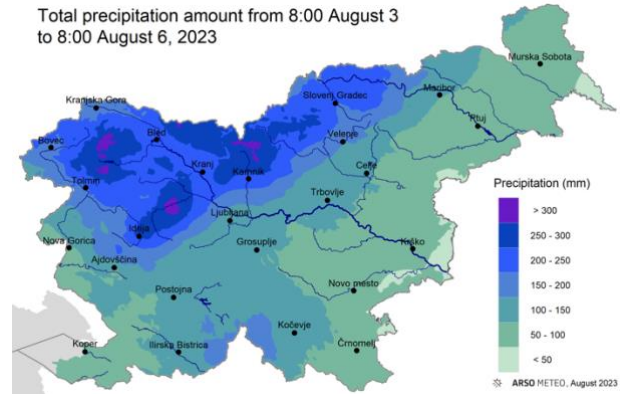 Total precipitation amount from 8:00 August 3
to 8:00 August 6, 2023
Murska Sobota
Maribor
Slovenj Gradec
Kranjska Gora
Ptuj
Bled
Velenje
Bovec
Kranj
Kamnik
Celje
Tolmin
Trbovlje
Ljubljana
Idrija
Nova Gorica
Grosuplje
Krško
Ajdovščina
Postojna
Novo mesto
Kočevje
Koper
Ilirska Bistrica
Črnomelj
Precipitation (mm)
> 300
250 - 300
200 - 250
150 - 200
100 - 150
50 - 100
< 50
ARSO METEO, August 2023